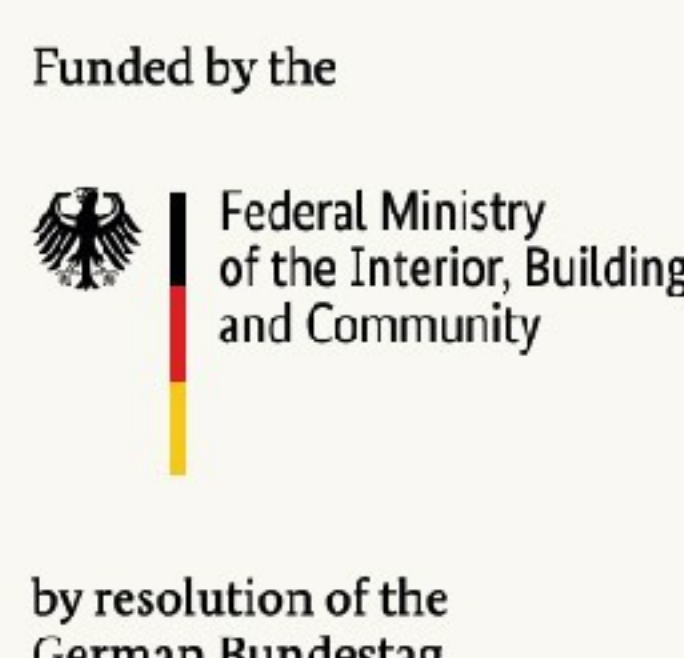 Funded by the
Federal Ministry
of the Interior, Building
and Community
by resolution of the
German Bundestag